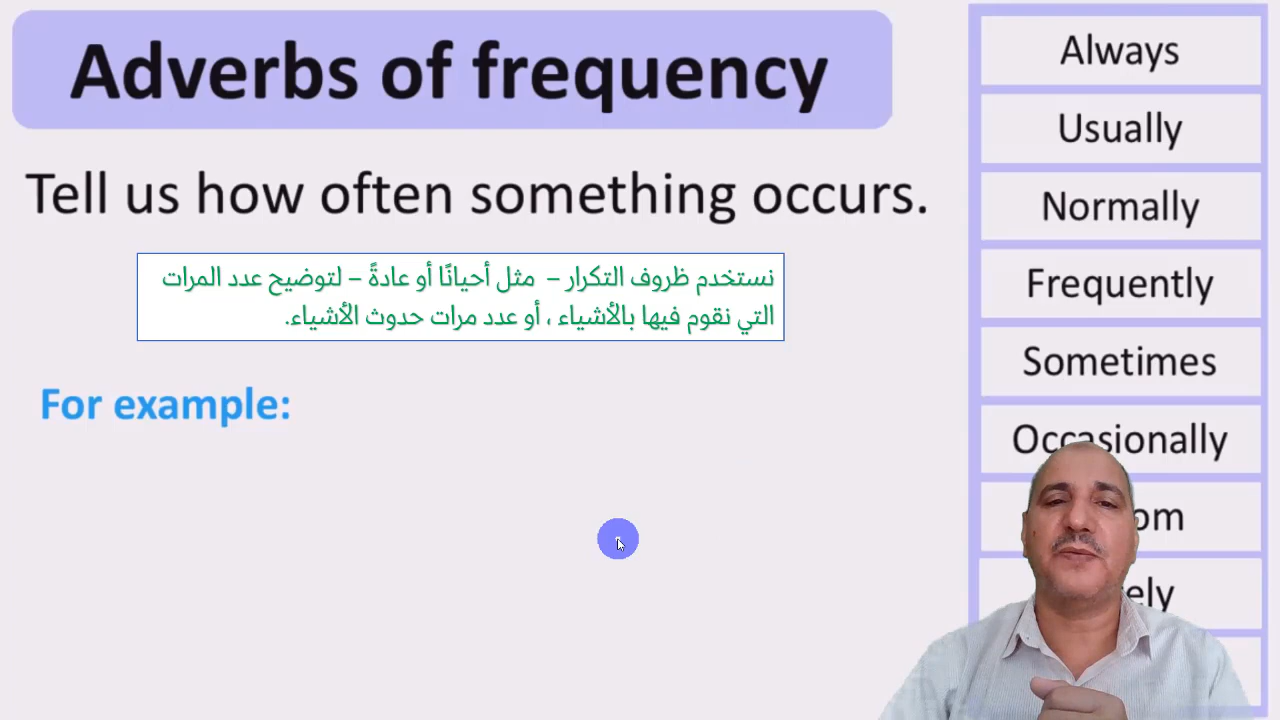 Adverbs of frequency
Tell us how often something occurs.
نستخدم ظروف التكرار – مثل أحيانًا أو عادةً – لتوضيح عدد المرات
التي نقوم فيها بالأشياء ، أو عدد مرات حدوث الأشياء.
For example:
Always
Usually
Normally
Frequently
Sometimes
Occasionally